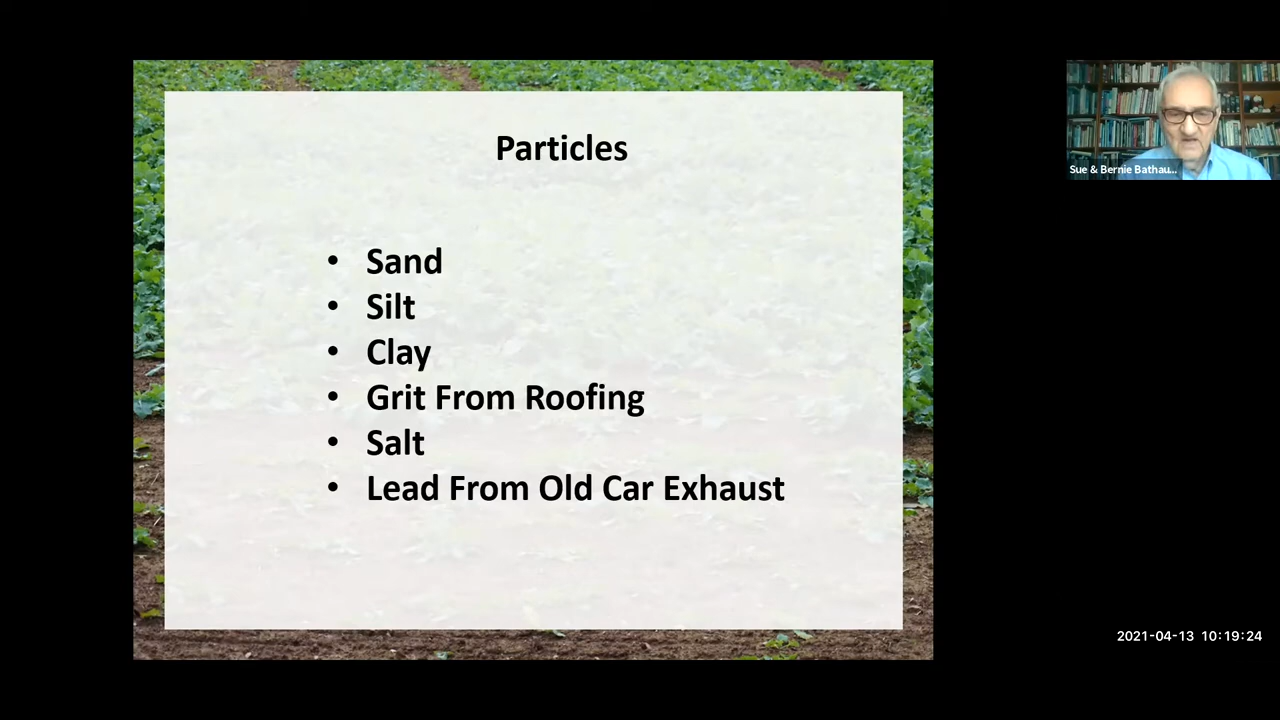 Particles
• Sand
• Silt
• Clay
• Grit From Roofing
• Salt
• Lead From Old Car Exhaust
Sue & Bernie Bathau...
2021-04-13 10:19:24